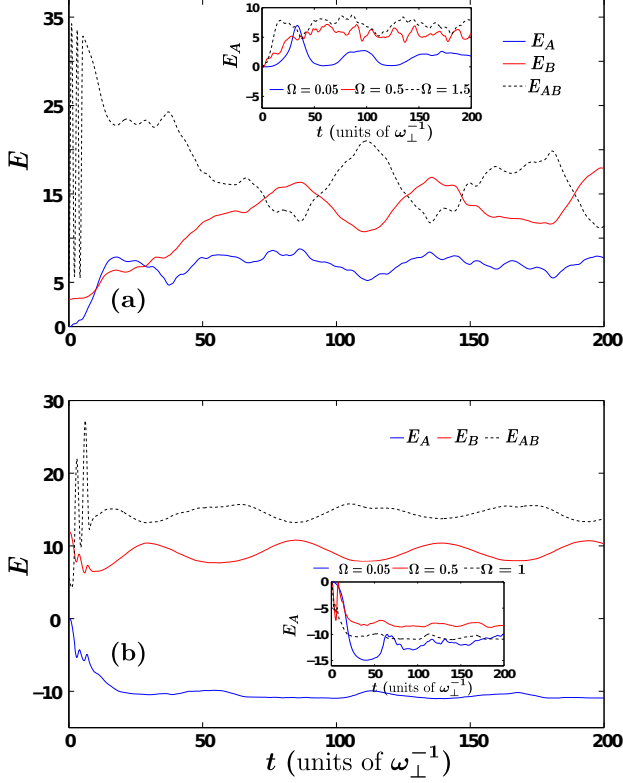 35
25
15
5
0
E
0
50
100
150
200
(a)
E_A
E_B
E_AB
10
5
0
−5
E_A
0
50
100
150
200
Ω = 0.05
Ω = 0.5
Ω = 1.5
t (units of ω⊥⁻¹)
30
20
10
0
−10
E
0
50
100
150
200
t (units of ω⊥⁻¹)
(b)
E_A
E_B
E_AB
Ω = 0.05
Ω = 0.5
Ω = 1
0
−5
−10
−15
E_A
0
50
100
150
200
t (units of ω⊥⁻¹)